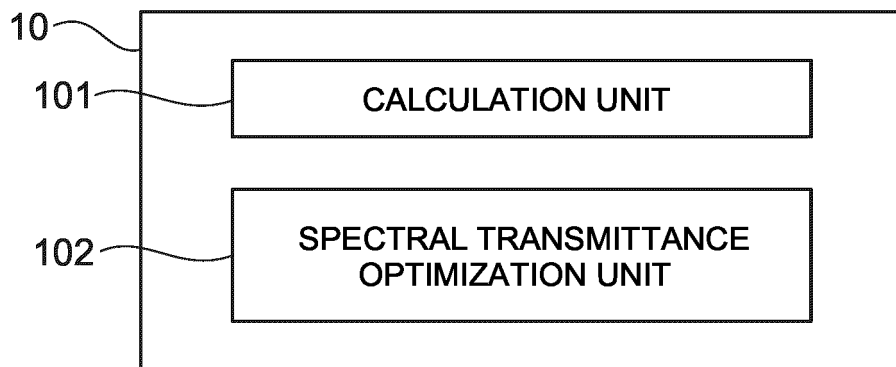 10
101
CALCULATION UNIT
102
SPECTRAL TRANSMITTANCE
OPTIMIZATION UNIT